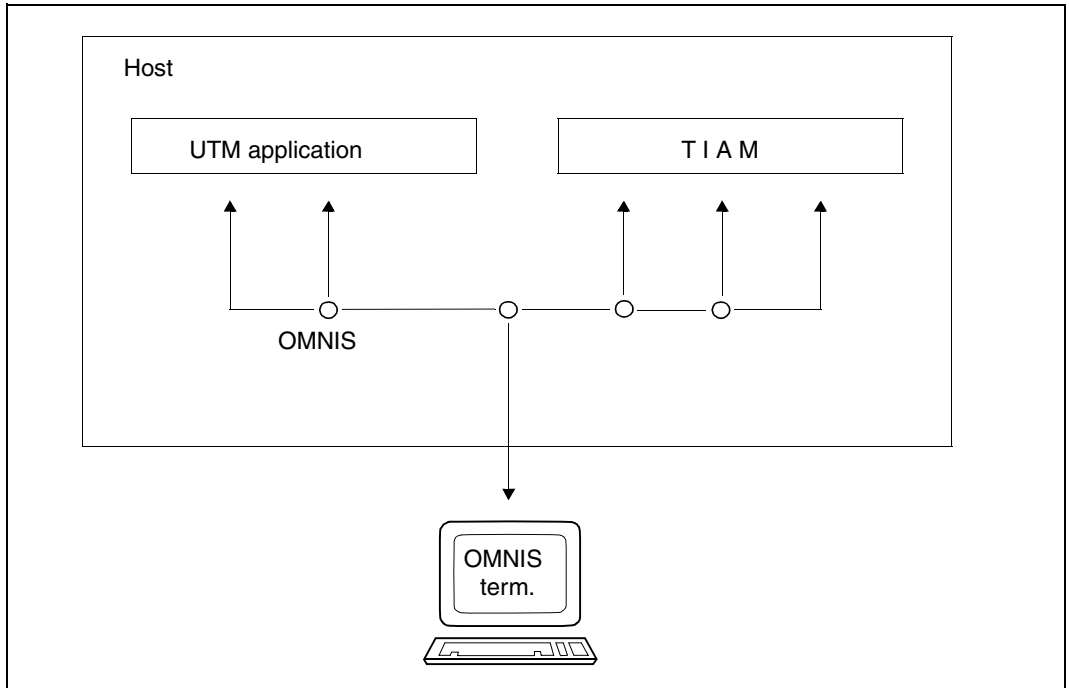 Host
UTM application
T I A M
OMNIS
OMNIS
term.